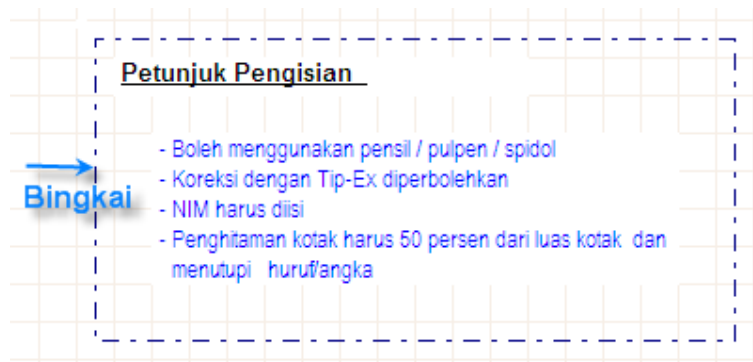 Petunjuk Pengisian
- Boleh menggunakan pensil / pulpen / spidol
- Koreksi dengan Tip-Ex diperbolehkan
Bingkai
- NIM harus diisi
- Penghitaman kotak harus 50 persen dari luas kotak dan
menutupi huruf/angka